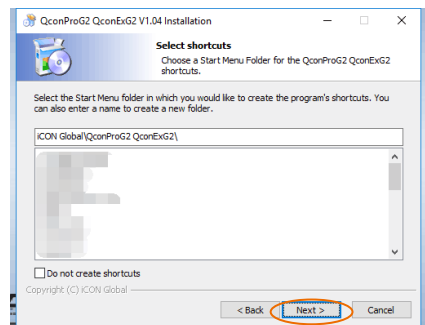 QconProG2 QconExG2 V1.04 Installation
Select shortcuts
Choose a Start Menu Folder for the QconProG2 QconExG2
shortcuts.
Select the Start Menu folder in which you would like to create the program's shortcuts. You
can also enter a name to create a new folder.
iCON Global\QconProG2 QconExG2\
Do not create shortcuts
Copyright (C) iCON Global
< Back
Next >
Cancel